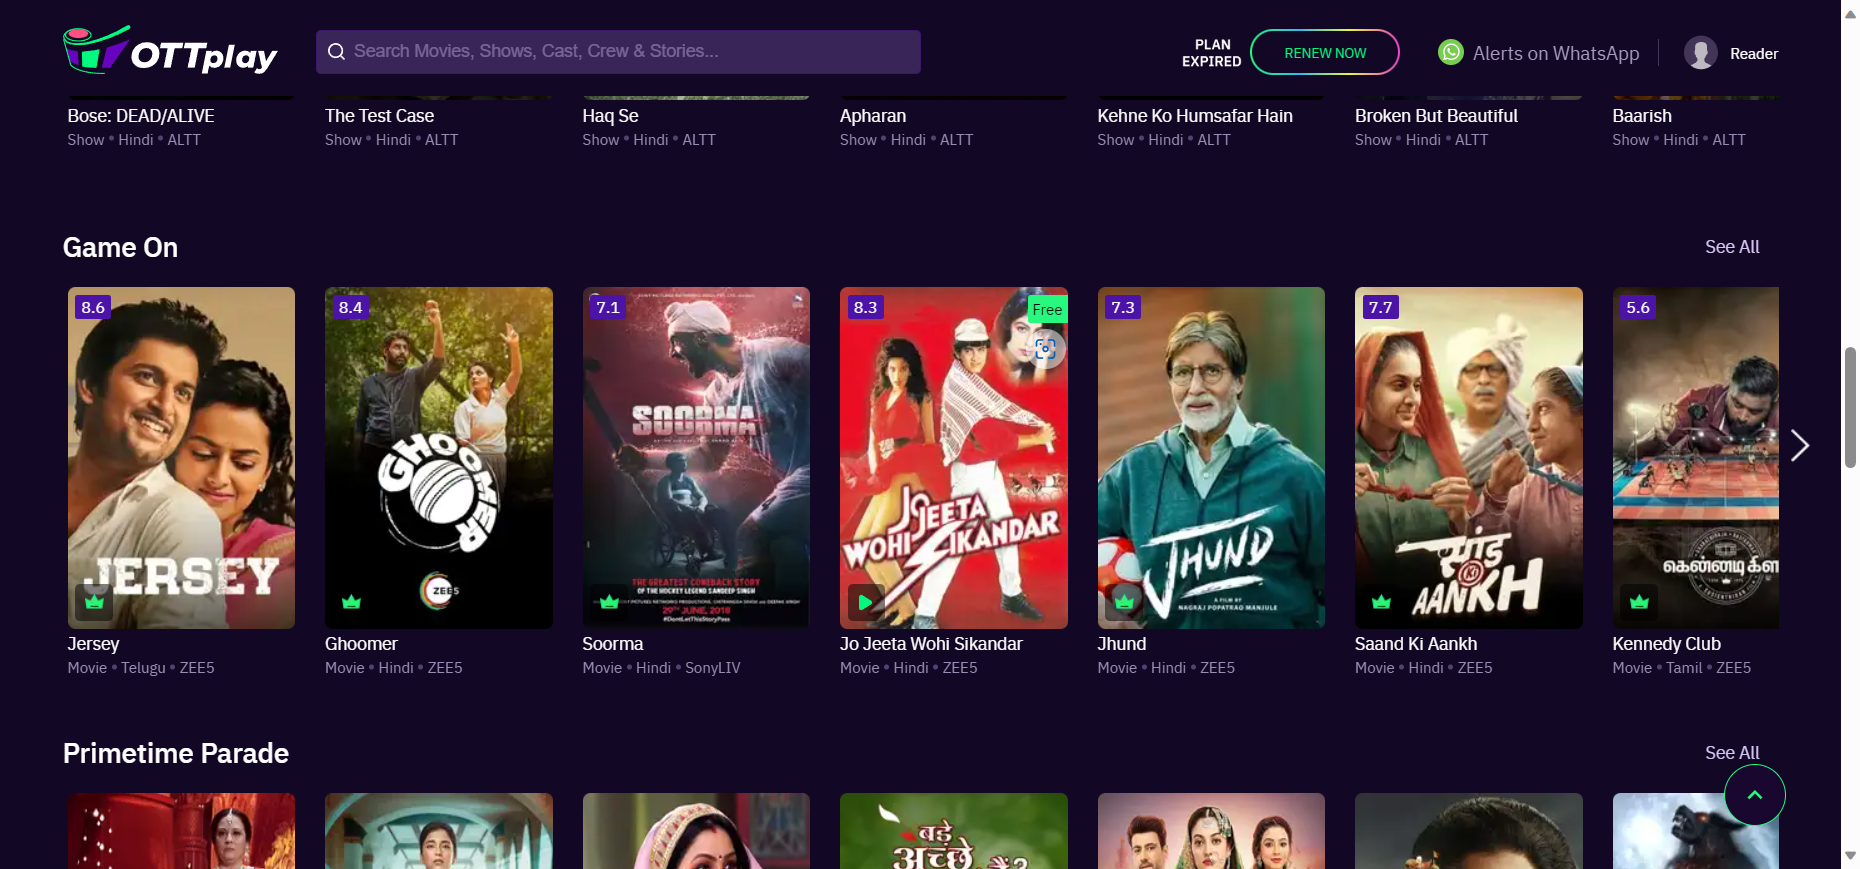 OTTplay
Search Movies, Shows, Cast, Crew & Stories...
PLAN
EXPIRED
RENEW NOW
Alerts on WhatsApp
Reader
Bose: DEAD/ALIVE
Show • Hindi • ALTT
The Test Case
Show • Hindi • ALTT
Haq Se
Show • Hindi • ALTT
Apharan
Show • Hindi • ALTT
Kehne Ko Humsafar Hain
Show • Hindi • ALTT
Broken But Beautiful
Show • Hindi • ALTT
Baarish
Show • Hindi • ALTT
Game On
See All
8.6
JERSEY
Jersey
Movie • Telugu • ZEE5
8.4
GHOOMER
ZEE5
Ghoomer
Movie • Hindi • ZEE5
7.1
SOORMA
THE GREATEST COMEBACK STORY
OF THE HOCKEY LEGEND SANDEEP SINGH
29TH JUNE, 2018
#DontLetThisStoryPass
Soorma
Movie • Hindi • SonyLIV
8.3
Free
JO JEETA
WOHI SIKANDAR
Jo Jeeta Wohi Sikandar
Movie • Hindi • ZEE5
7.3
JHUND
A FILM BY
NAGRAJ POPATRAO MANJULE
Jhund
Movie • Hindi • ZEE5
7.7
सांड
की
AANKH
Saand Ki Aankh
Movie • Hindi • ZEE5
5.6
கென்னடி கிள
Kennedy Club
Movie • Tamil • ZEE5
Primetime Parade
See All
बड़े
अच्छे